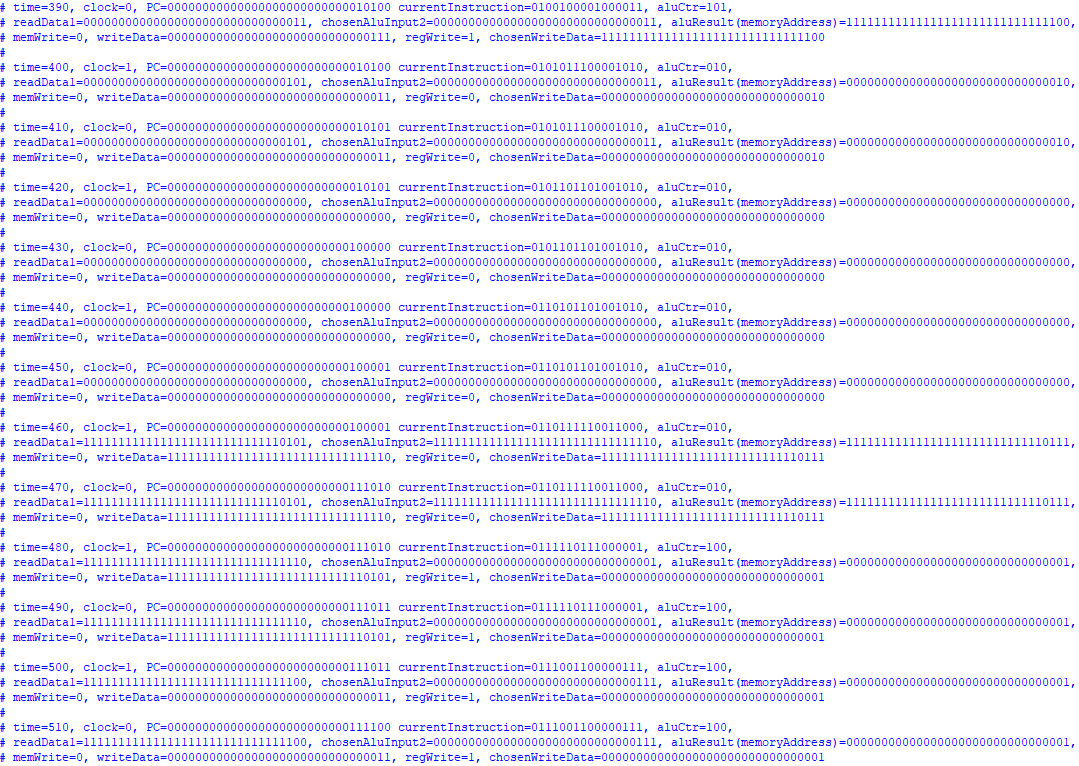 # time=390, clock=0, PC=00000000000000000000000000010100 currentInstruction=0100100001000011, aluCtr=101,
# readData1=00000000000000000000000000000011, chosenAluInput2=00000000000000000000000000000011, aluResult(memoryAddress)=11111111111111111111111111111100,
# memWrite=0, writeData=00000000000000000000000000000111, regWrite=1, chosenWriteData=11111111111111111111111111111100
#
# time=400, clock=1, PC=00000000000000000000000000010100 currentInstruction=0101011100001010, aluCtr=010,
# readData1=00000000000000000000000000000101, chosenAluInput2=00000000000000000000000000000011, aluResult(memoryAddress)=00000000000000000000000000000010,
# memWrite=0, writeData=00000000000000000000000000000011, regWrite=0, chosenWriteData=00000000000000000000000000000010
#
# time=410, clock=0, PC=00000000000000000000000000010101 currentInstruction=0101011100001010, aluCtr=010,
# readData1=00000000000000000000000000000101, chosenAluInput2=00000000000000000000000000000011, aluResult(memoryAddress)=00000000000000000000000000000010,
# memWrite=0, writeData=00000000000000000000000000000011, regWrite=0, chosenWriteData=00000000000000000000000000000010
#
# time=420, clock=1, PC=00000000000000000000000000010101 currentInstruction=0101101101001010, aluCtr=010,
# readData1=00000000000000000000000000000000, chosenAluInput2=00000000000000000000000000000000, aluResult(memoryAddress)=00000000000000000000000000000000,
# memWrite=0, writeData=00000000000000000000000000000000, regWrite=0, chosenWriteData=00000000000000000000000000000000
#
# time=430, clock=0, PC=00000000000000000000000000100000 currentInstruction=0101101101001010, aluCtr=010,
# readData1=00000000000000000000000000000000, chosenAluInput2=00000000000000000000000000000000, aluResult(memoryAddress)=00000000000000000000000000000000,
# memWrite=0, writeData=00000000000000000000000000000000, regWrite=0, chosenWriteData=00000000000000000000000000000000
#
# time=440, clock=1, PC=00000000000000000000000000100000 currentInstruction=0110101101001010, aluCtr=010,
# readData1=00000000000000000000000000000000, chosenAluInput2=00000000000000000000000000000000, aluResult(memoryAddress)=00000000000000000000000000000000,
# memWrite=0, writeData=00000000000000000000000000000000, regWrite=0, chosenWriteData=00000000000000000000000000000000
#
# time=450, clock=0, PC=00000000000000000000000000100001 currentInstruction=0110101101001010, aluCtr=010,
# readData1=00000000000000000000000000000000, chosenAluInput2=00000000000000000000000000000000, aluResult(memoryAddress)=00000000000000000000000000000000,
# memWrite=0, writeData=00000000000000000000000000000000, regWrite=0, chosenWriteData=00000000000000000000000000000000
#
# time=460, clock=1, PC=00000000000000000000000000100001 currentInstruction=0110111110011000, aluCtr=010,
# readData1=11111111111111111111111111110101, chosenAluInput2=11111111111111111111111111111110, aluResult(memoryAddress)=11111111111111111111111111110111,
# memWrite=0, writeData=11111111111111111111111111111110, regWrite=0, chosenWriteData=11111111111111111111111111110111
#
# time=470, clock=0, PC=00000000000000000000000000111010 currentInstruction=0110111110011000, aluCtr=010,
# readData1=11111111111111111111111111110101, chosenAluInput2=11111111111111111111111111111110, aluResult(memoryAddress)=11111111111111111111111111110111,
# memWrite=0, writeData=11111111111111111111111111111110, regWrite=0, chosenWriteData=11111111111111111111111111110111
#
# time=480, clock=1, PC=00000000000000000000000000111010 currentInstruction=0111110111000001, aluCtr=100,
# readData1=11111111111111111111111111111110, chosenAluInput2=00000000000000000000000000000001, aluResult(memoryAddress)=00000000000000000000000000000001,
# memWrite=0, writeData=11111111111111111111111111110101, regWrite=1, chosenWriteData=00000000000000000000000000000001
#
# time=490, clock=0, PC=00000000000000000000000000111011 currentInstruction=0111110111000001, aluCtr=100,
# readData1=11111111111111111111111111111110, chosenAluInput2=00000000000000000000000000000001, aluResult(memoryAddress)=00000000000000000000000000000001,
# memWrite=0, writeData=11111111111111111111111111110101, regWrite=1, chosenWriteData=00000000000000000000000000000001
#
# time=500, clock=1, PC=00000000000000000000000000111011 currentInstruction=0111001100000111, aluCtr=100,
# readData1=11111111111111111111111111111100, chosenAluInput2=00000000000000000000000000000111, aluResult(memoryAddress)=00000000000000000000000000000001,
# memWrite=0, writeData=00000000000000000000000000000011, regWrite=1, chosenWriteData=00000000000000000000000000000001
#
# time=510, clock=0, PC=00000000000000000000000000111100 currentInstruction=0111001100000111, aluCtr=100,
# readData1=11111111111111111111111111111100, chosenAluInput2=00000000000000000000000000000111, aluResult(memoryAddress)=00000000000000000000000000000001,
# memWrite=0, writeData=00000000000000000000000000000011, regWrite=1, chosenWriteData=00000000000000000000000000000001